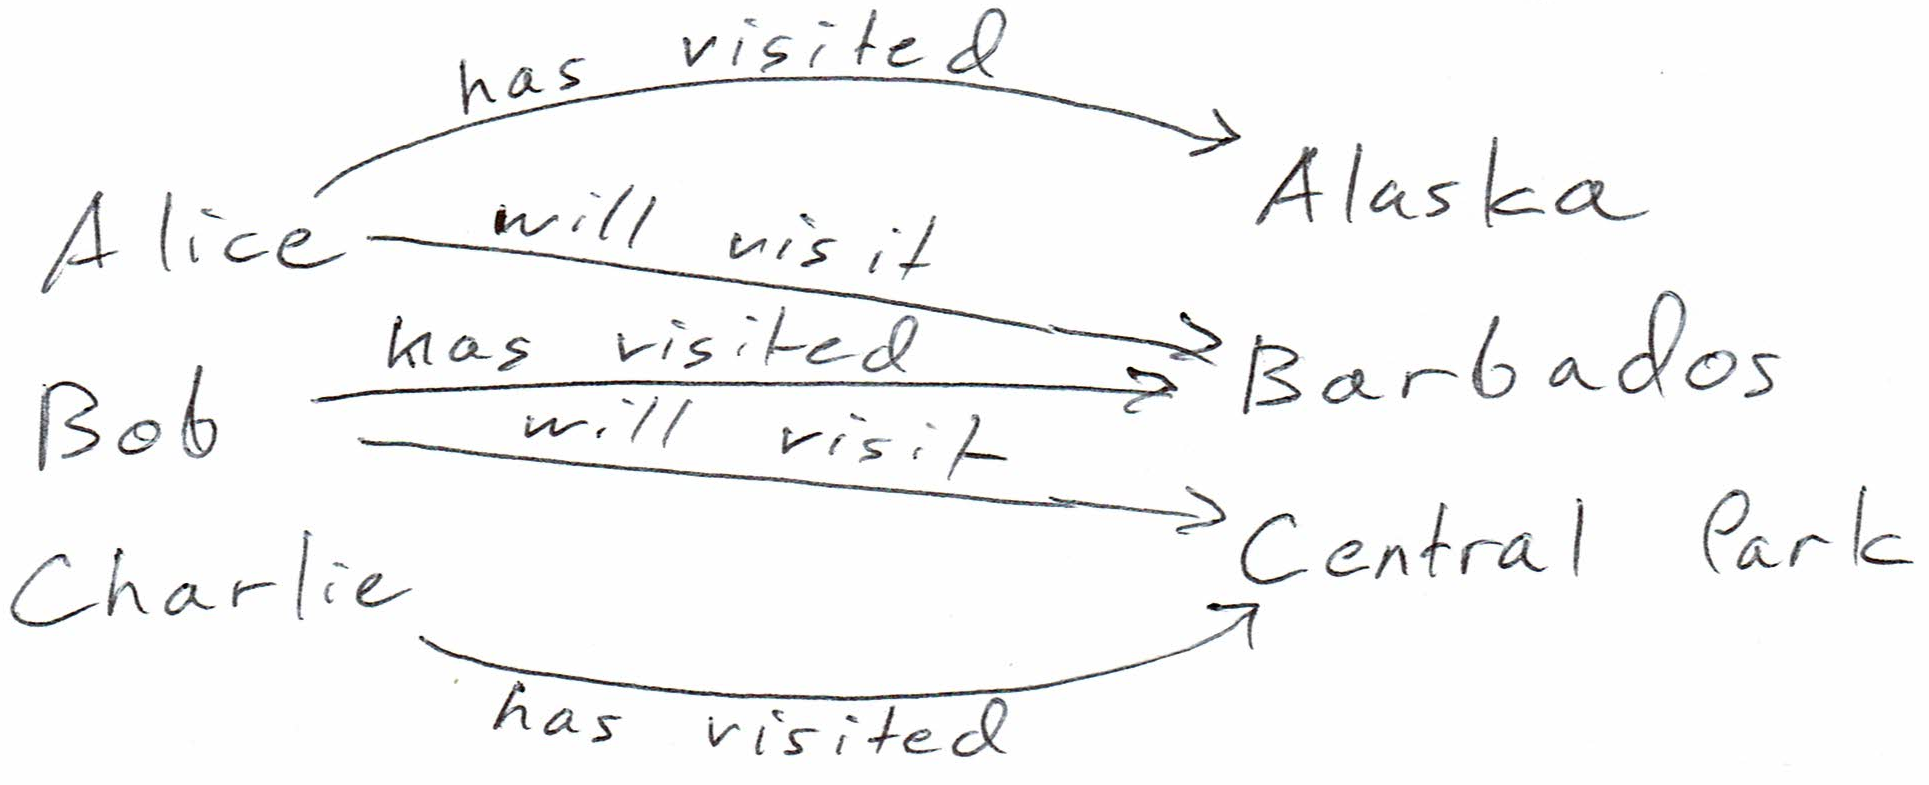 has visited
Alaska
Alice
will visit
has visited
Barbados
Bob
will visit
Central Park
Charlie
has visited